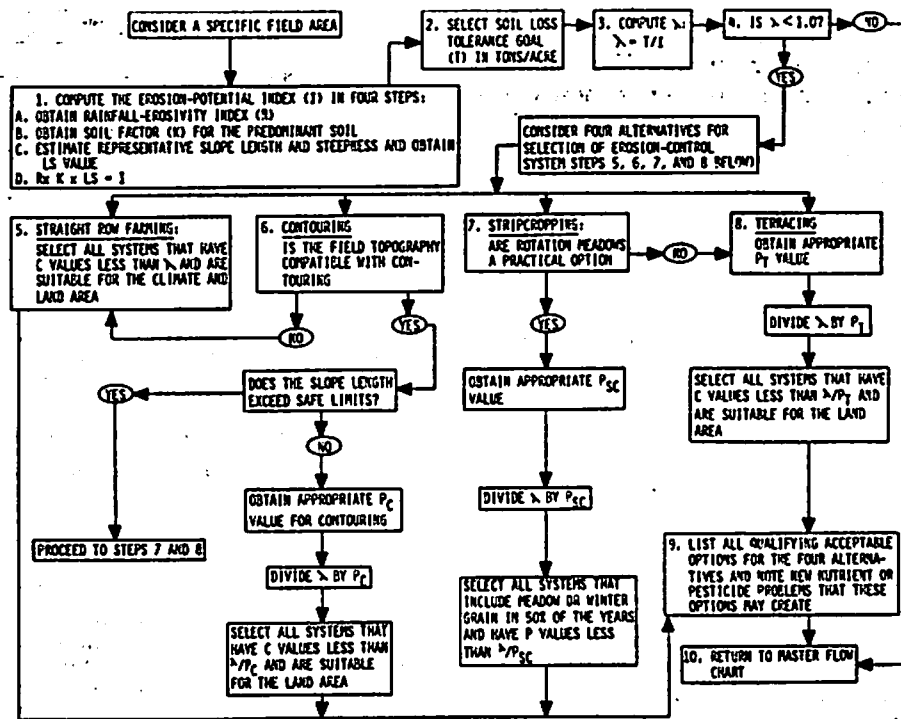 CONSIDER A SPECIFIC FIELD AREA
2. SELECT SOIL LOSS
TOLERANCE GOAL
(T) IN TONS/ACRE
3. COMPUTE λ:
λ = T/I
4. IS λ < 1.0?
NO
YES
1. COMPUTE THE EROSION-POTENTIAL INDEX (I) IN FOUR STEPS:
A. OBTAIN RAINFALL-EROSIVITY INDEX (R)
B. OBTAIN SOIL FACTOR (K) FOR THE PREDOMINANT SOIL
C. ESTIMATE REPRESENTATIVE SLOPE LENGTH AND STEEPNESS AND OBTAIN
LS VALUE
D. R x K x LS = I
CONSIDER FOUR ALTERNATIVES FOR
SELECTION OF EROSION-CONTROL
SYSTEM STEPS 5, 6, 7, AND 8 BELOW)
5. STRAIGHT ROW FARMING:
SELECT ALL SYSTEMS THAT HAVE
C VALUES LESS THAN λ AND ARE
SUITABLE FOR THE CLIMATE AND
LAND AREA
6. CONTOURING
IS THE FIELD TOPOGRAPHY
COMPATIBLE WITH CON-
TOURING
NO
YES
7. STRIPCROPPING:
ARE ROTATION MEADOWS
A PRACTICAL OPTION
NO
YES
8. TERRACING
OBTAIN APPROPRIATE
P_T VALUE
DIVIDE λ BY P_T
SELECT ALL SYSTEMS THAT HAVE
C VALUES LESS THAN λ/P_T AND
ARE SUITABLE FOR THE LAND
AREA
YES
DOES THE SLOPE LENGTH
EXCEED SAFE LIMITS?
NO
OBTAIN APPROPRIATE P_C
VALUE FOR CONTOURING
DIVIDE λ BY P_C
SELECT ALL SYSTEMS THAT
HAVE C VALUES LESS THAN
λ/P_C AND ARE SUITABLE
FOR THE LAND AREA
PROCEED TO STEPS 7 AND 8
OBTAIN APPROPRIATE P_SC
VALUE
DIVIDE λ BY P_SC
SELECT ALL SYSTEMS THAT
INCLUDE MEADOW OR WINTER
GRAIN IN 50% OF THE YEARS
AND HAVE P VALUES LESS
THAN λ/P_SC
9. LIST ALL QUALIFYING ACCEPTABLE
OPTIONS FOR THE FOUR ALTERNA-
TIVES AND NOTE NEW NUTRIENT OR
PESTICIDE PROBLEMS THAT THESE
OPTIONS MAY CREATE
10. RETURN TO MASTER FLOW
CHART